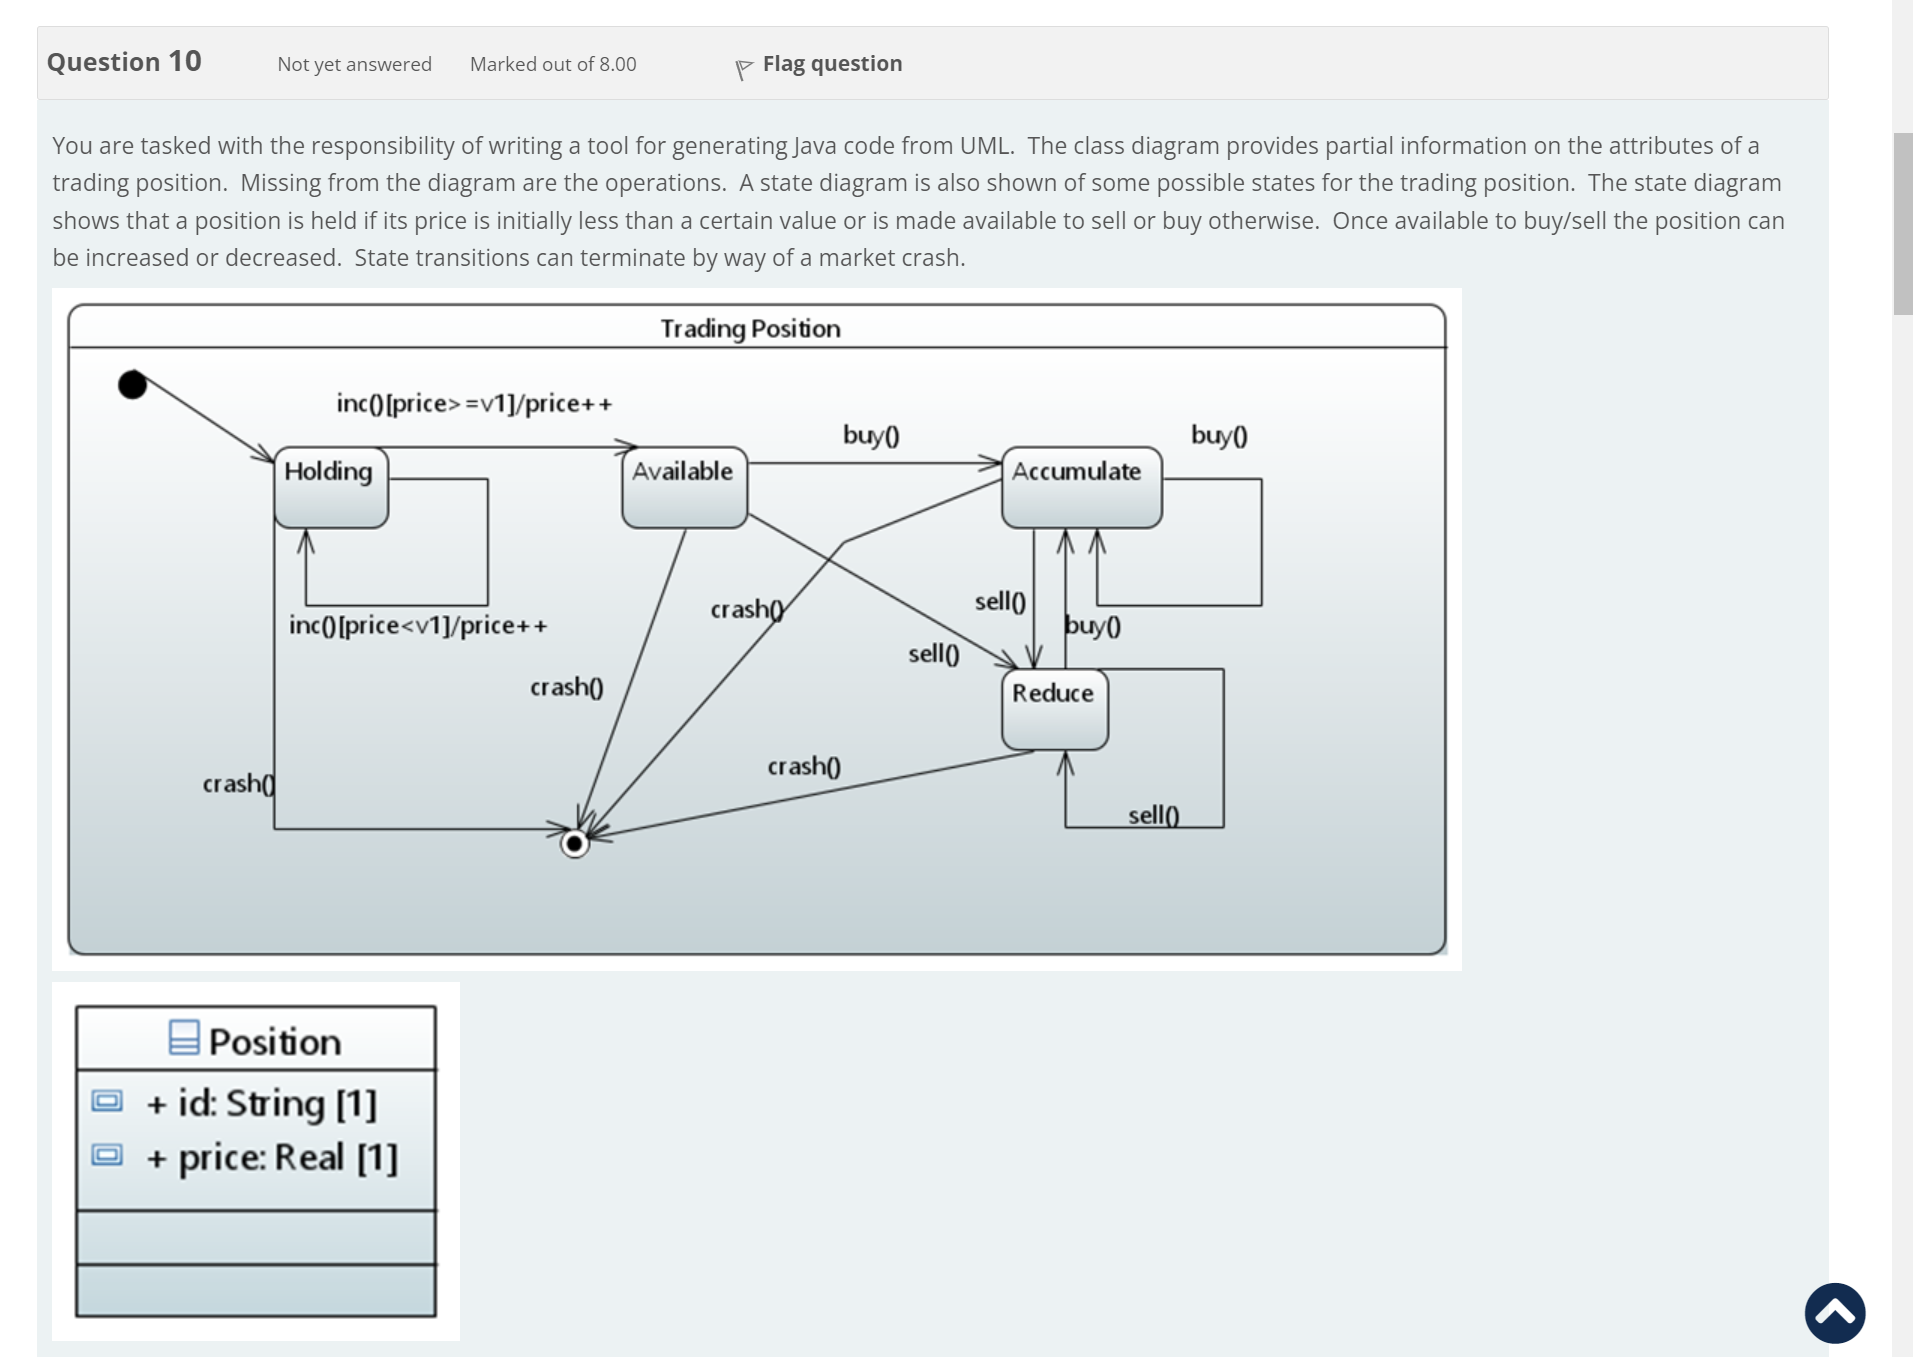 Question 10 Not yet answered Marked out of 8.00 Flag question
You are tasked with the responsibility of writing a tool for generating Java code from UML. The class diagram provides partial information on the attributes of a
trading position. Missing from the diagram are the operations. A state diagram is also shown of some possible states for the trading position. The state diagram
shows that a position is held if its price is initially less than a certain value or is made available to sell or buy otherwise. Once available to buy/sell the position can
be increased or decreased. State transitions can terminate by way of a market crash.
Trading Position
inc()[price>=v1]/price++
buy()
buy()
Holding
Available
Accumulate
inc()[price<v1]/price++
crash()
sell()
buy()
sell()
crash()
Reduce
crash()
crash()
sell()
Position
+ id: String [1]
+ price: Real [1]